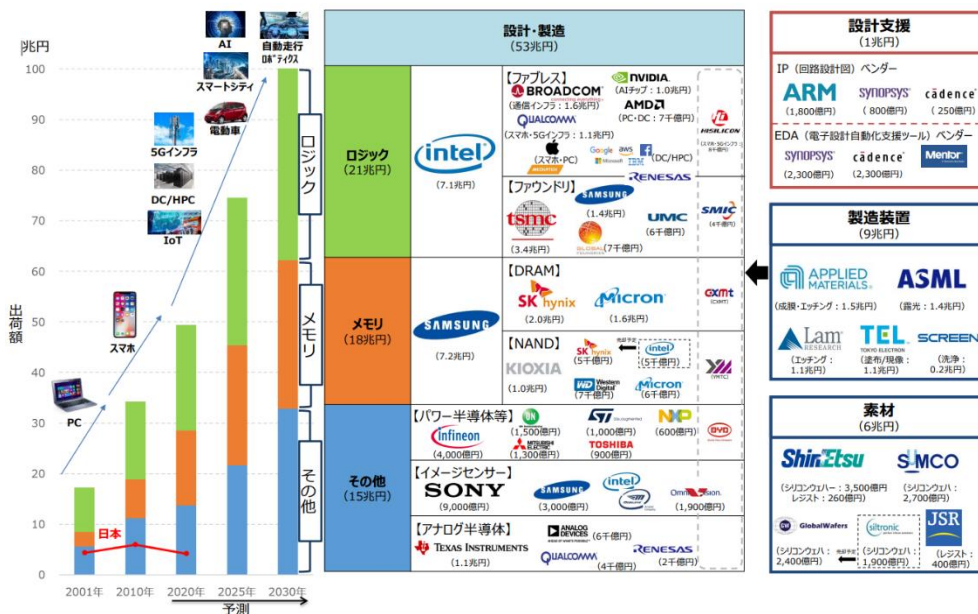 兆円
100
90
80
70
60
50
40
30
20
10
0
出荷額
AI
自動走行
ロボティクス
スマートシティ
電動車
5Gインフラ
DC/HPC
IoT
スマホ
PC
日本
ロジック
メモリ
その他
2001年 2010年 2020年 2025年 2030年
予測
設計・製造
(53兆円)
ロジック
(21兆円)
intel
(7.1兆円)
【ファブレス】
BROADCOM
(通信インフラ:1.6兆円)
NVIDIA.
(AIチップ:1.0兆円)
QUALCOMM
(スマホ・5Gインフラ:1.1兆円)
AMD
(PC・DC:7千億円)
(スマホ・PC)
MEDIATEK
Google aws
Microsoft IBM
(DC/HPC)
RENESAS
HISILICON
【ファウンドリ】
tsmc
(3.4兆円)
SAMSUNG
(1.4兆円)
GLOBAL
(7千億円)
UMC
(6千億円)
SMIC
(4千億円)
メモリ
(18兆円)
SAMSUNG
(7.2兆円)
【DRAM】
SK hynix
(2.0兆円)
Micron
(1.6兆円)
cxmt
(CXMT)
【NAND】
KIOXIA
(1.0兆円)
SK hynix
(5千億円)
売却予定
intel
(5千億円)
WD Western Digital
(7千億円)
Micron
(6千億円)
(YMTC)
その他
(15兆円)
【パワー半導体等】
infineon
(4,000億円)
ON
(1,500億円)
MITSUBISHI ELECTRIC
(1,300億円)
ST life.augmented
(1,000億円)
TOSHIBA
(900億円)
NXP
(600億円)
BYD
【イメージセンサー】
SONY
(9,000億円)
SAMSUNG
(3,000億円)
intel
OmniVision
(1,900億円)
【アナログ半導体】
TEXAS INSTRUMENTS
(1.1兆円)
ANALOG DEVICES
(6千億円)
QUALCOMM
(4千億円)
RENESAS
(2千億円)
設計支援
(1兆円)
IP(回路設計図)ベンダー
ARM
(1,800億円)
SYNOPSYS
(800億円)
cādence
(250億円)
EDA(電子設計自動化支援ツール)ベンダー
SYNOPSYS
(2,300億円)
cādence
(2,300億円)
Mentor
製造装置
(9兆円)
APPLIED MATERIALS
(成膜・エッチング:1.5兆円)
ASML
(露光:1.4兆円)
Lam RESEARCH
(エッチング:
1.1兆円)
TEL
TOKYO ELECTRON
(塗布/現像:
1.1兆円)
SCREEN
(洗浄:
0.2兆円)
素材
(6兆円)
ShinEtsu
(シリコンウェハー:3,500億円
レジスト:260億円)
SUMCO
(シリコンウェハ:
2,700億円)
GW GlobalWafers
(シリコンウェハ:
2,400億円)
売却予定
siltronic
(シリコンウェハ:
1,900億円)
JSR
(レジスト:
400億円)